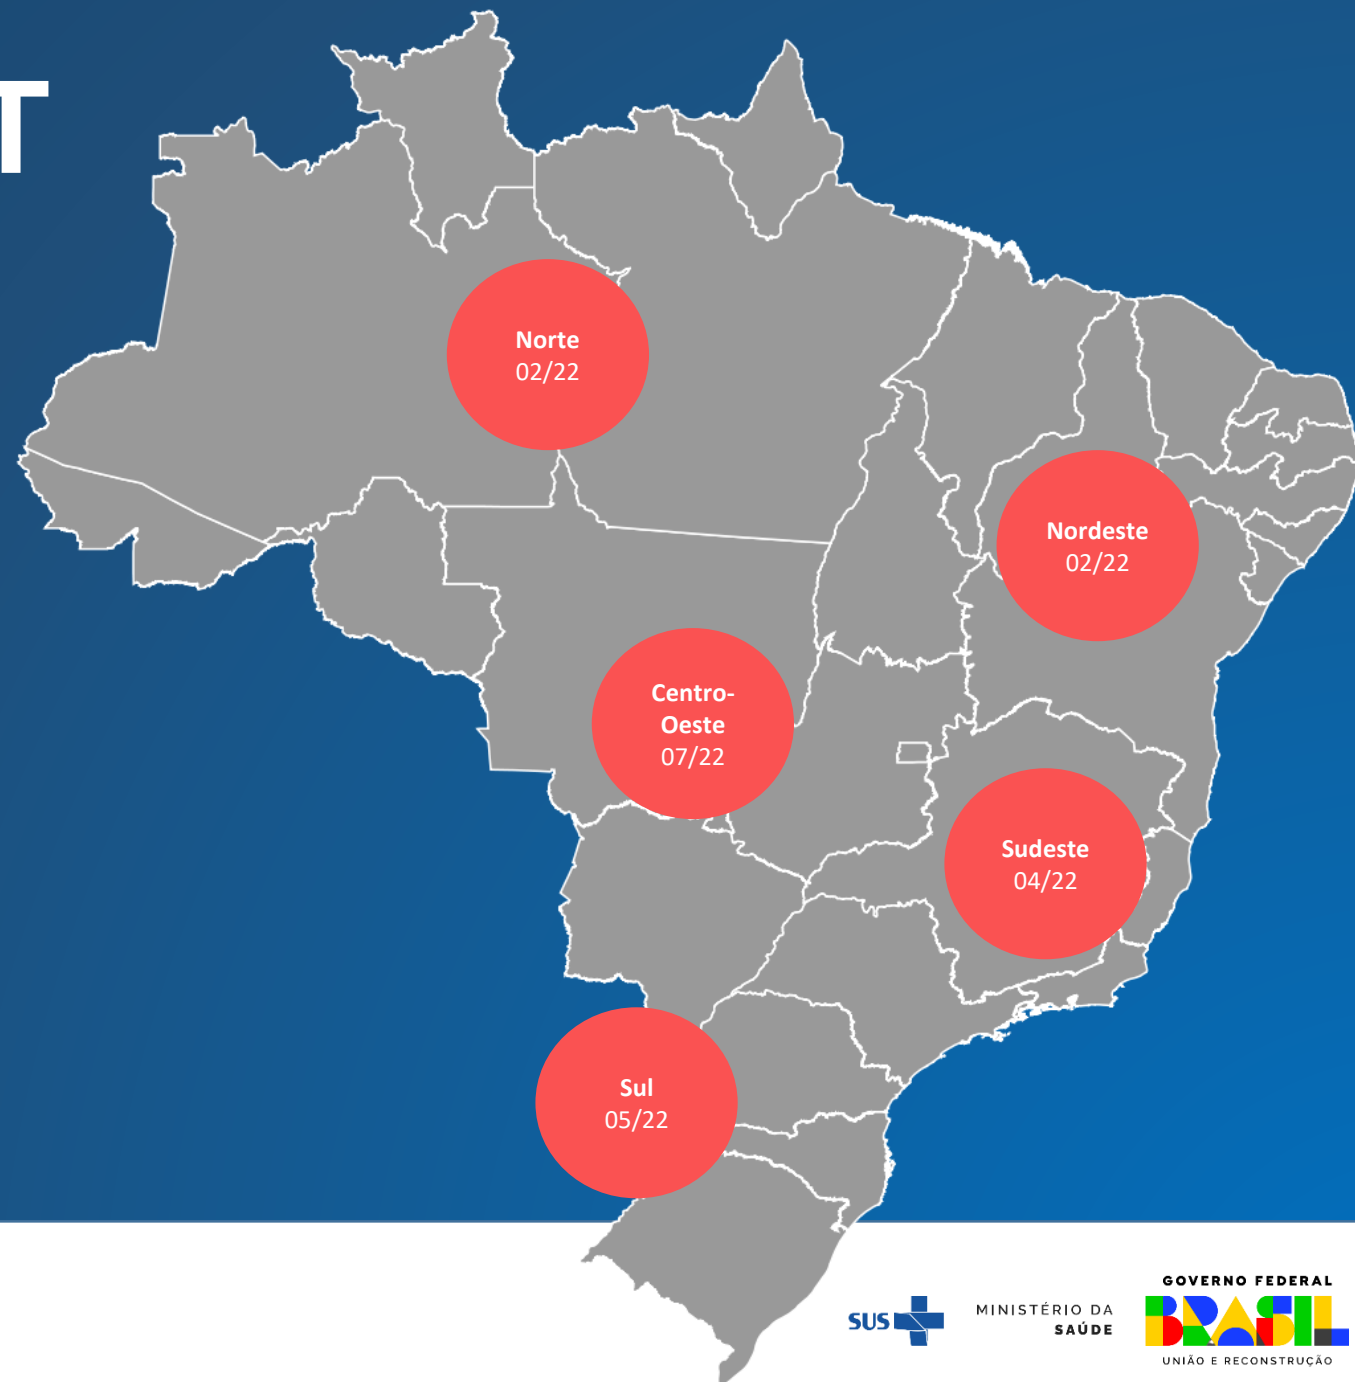 T
Norte
02/22
Nordeste
02/22
Centro-
Oeste
07/22
Sudeste
04/22
Sul
05/22
SUS
MINISTÉRIO DA
SAÚDE
GOVERNO FEDERAL
BRASIL
UNIÃO E RECONSTRUÇÃO